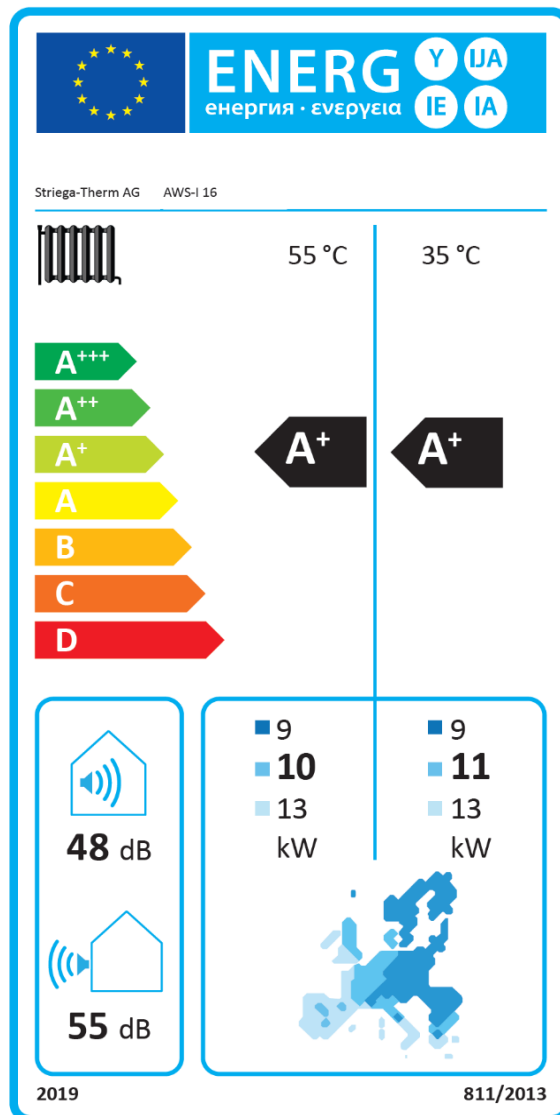 ENERG Y IJA
енергия · ενεργεια IE IA
Striega-Therm AG AWS-I 16
55 °C 35 °C
A+++
A++
A+ A+ A+
A
B
C
D
9 9
10 11
13 13
kW kW
48 dB
55 dB
2019 811/2013